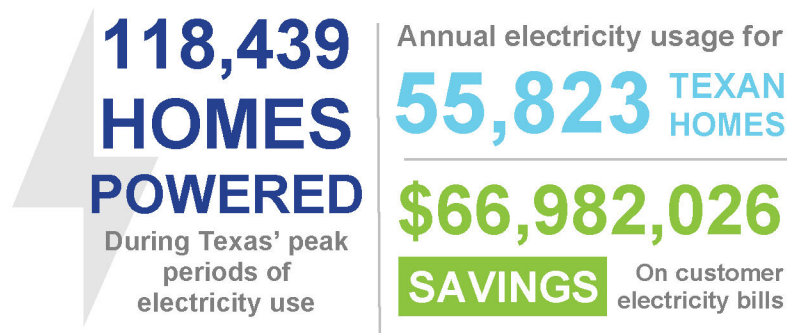 118,439
HOMES
POWERED
During Texas' peak
periods of
electricity use
Annual electricity usage for
55,823 TEXAN
HOMES
$66,982,026
SAVINGS On customer
electricity bills